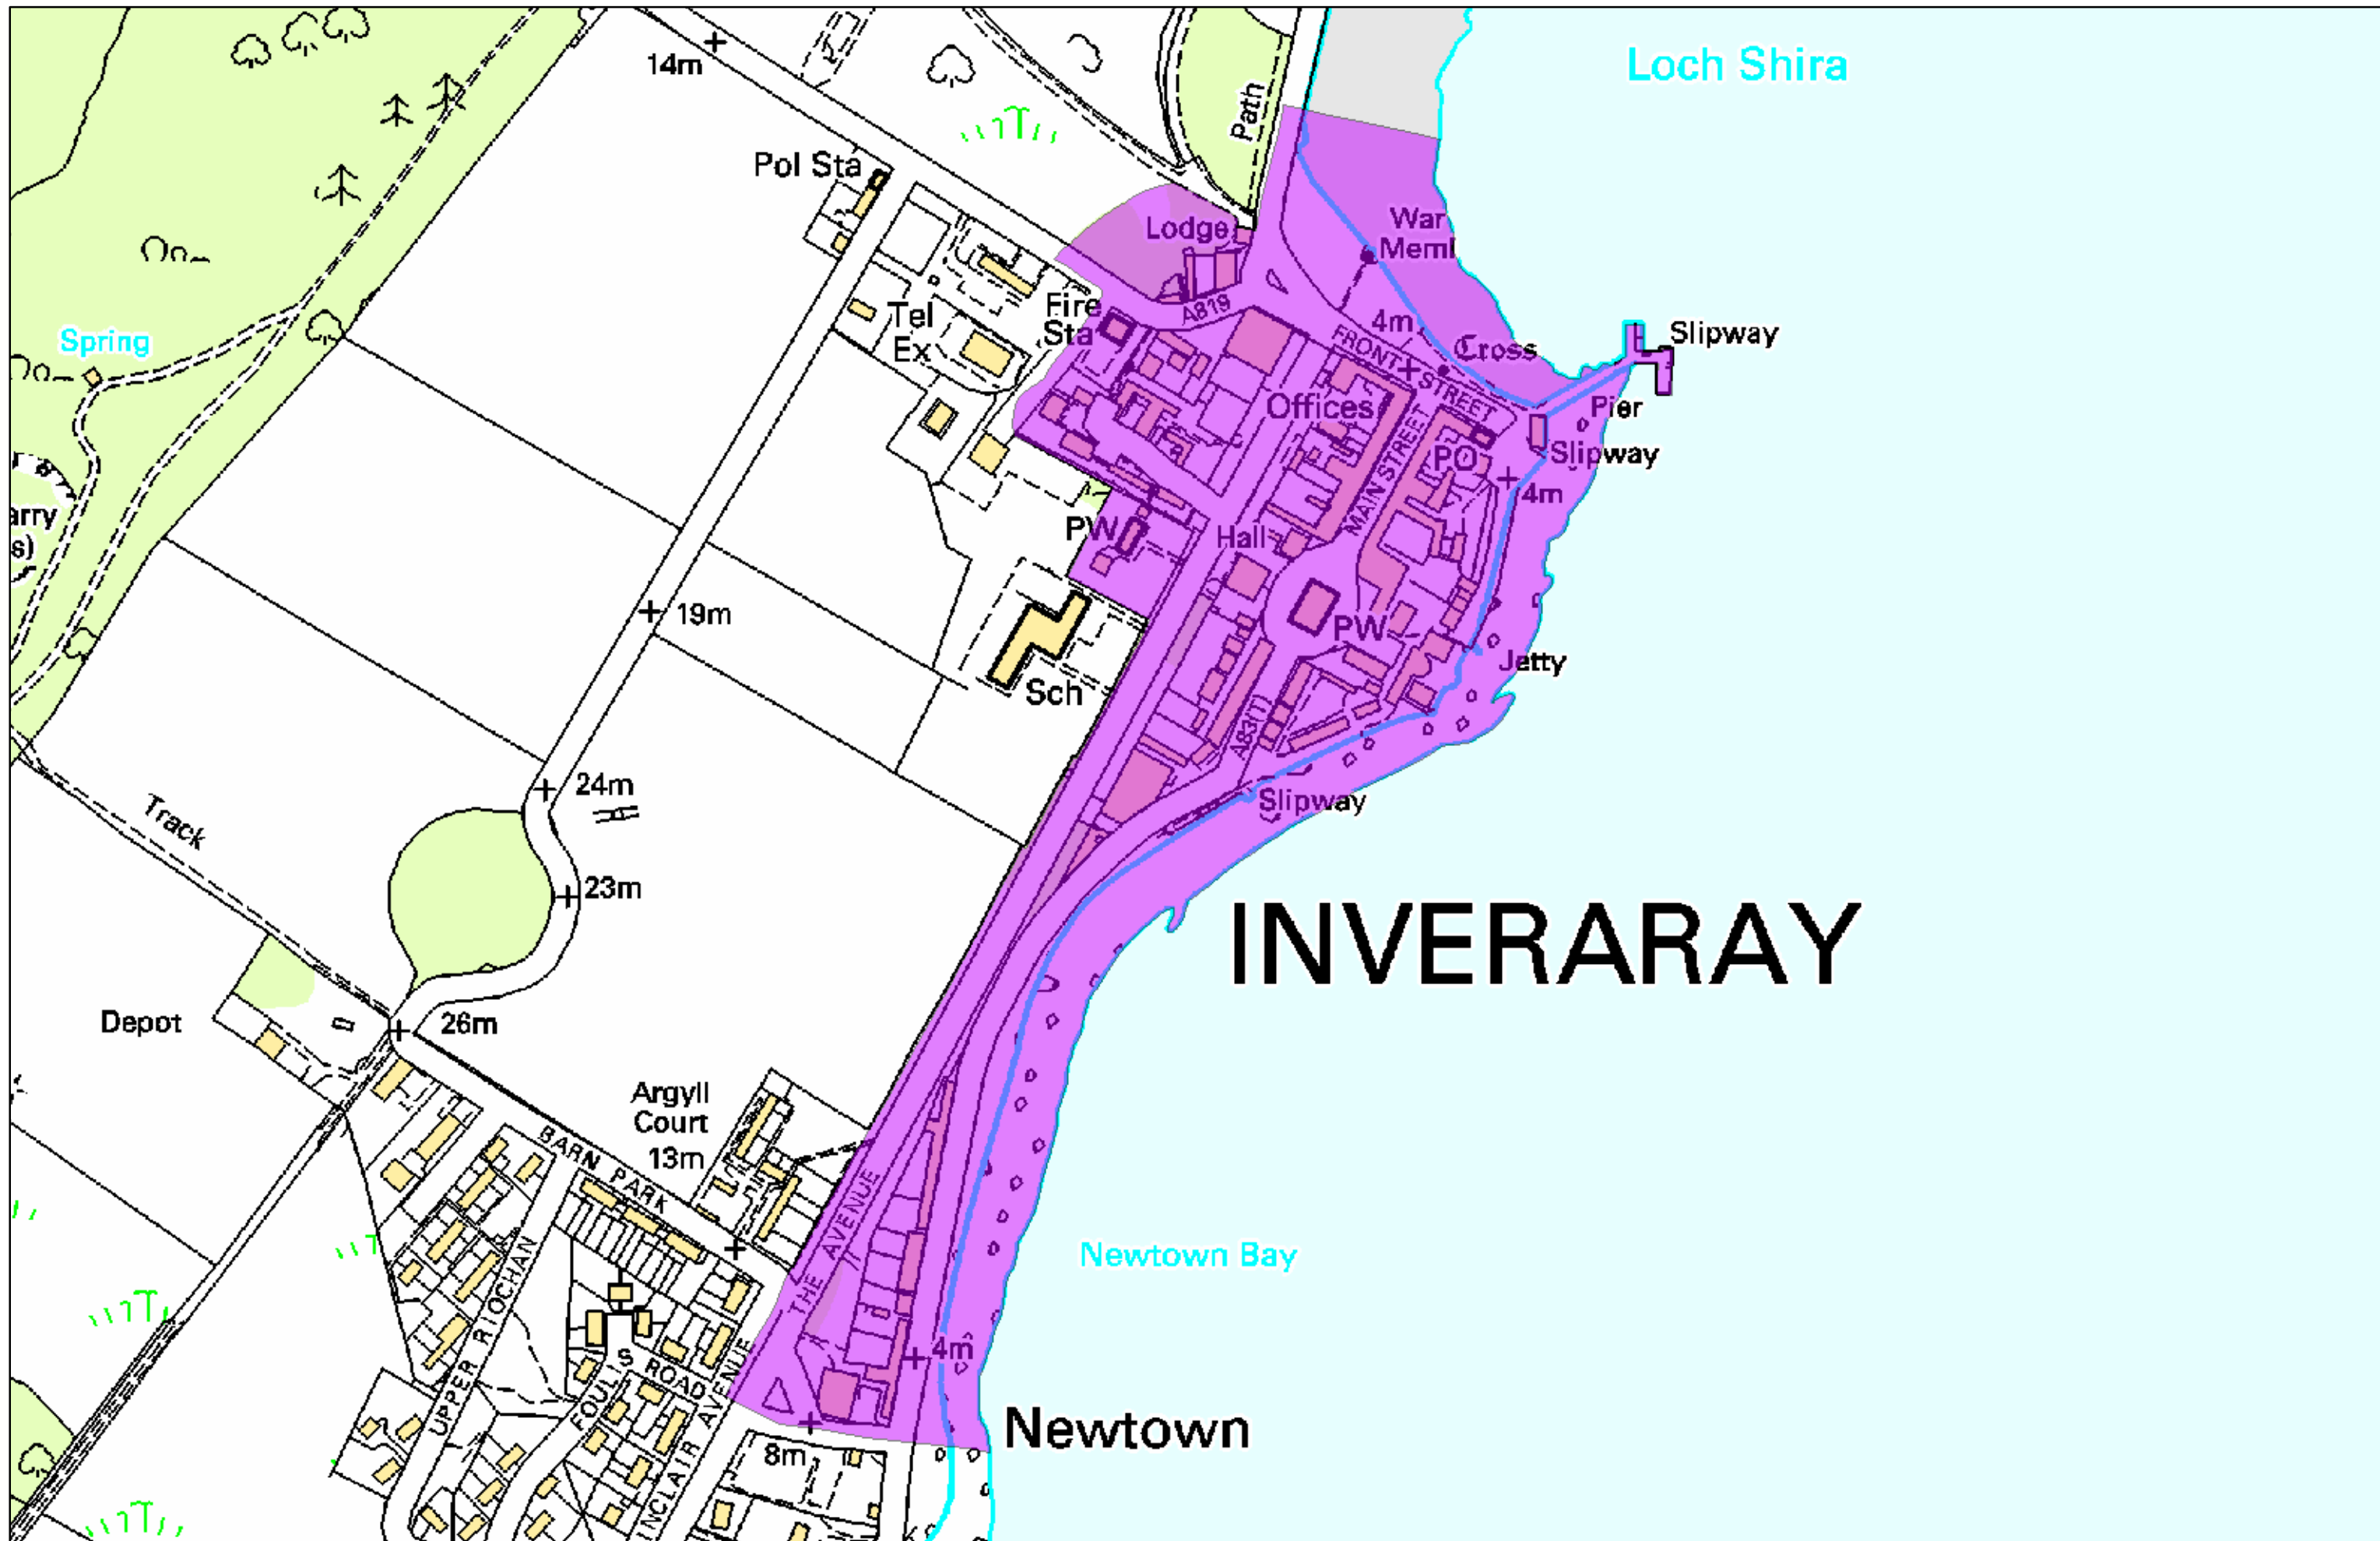 14m
Loch Shira
Path
Pol Sta
Lodge
War
Meml
A819
Fire
Sta
Tel
Ex
4m
FRONT STREET
Cross
Slipway
Spring
Offices
Pier
MAIN STREET
PO
Slipway
4m
arry
s)
PW
Hall
19m
PW
Jetty
Sch
A83(T)
24m
Slipway
Track
23m
INVERARAY
Depot
26m
Argyll
Court
13m
BARN PARK
THE AVENUE
Newtown Bay
UPPER RIOCHAN
4m
FOUL S ROAD
INCLAIR AVENUE
Newtown
8m